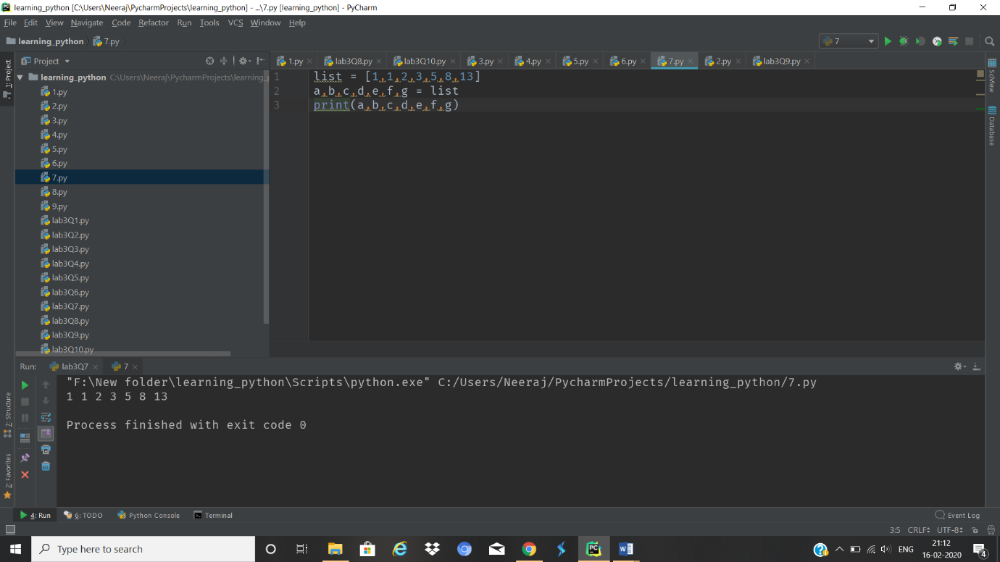 learning_python [C:\Users\Neeraj\PycharmProjects\learning_python] - ...\7.py [learning_python] - PyCharm
File Edit View Navigate Code Refactor Run Tools VCS Window Help
learning_python 7.py
7
1: Project
Project
1.py lab3Q8.py lab3Q10.py 3.py 4.py 5.py 6.py 7.py 2.py lab3Q9.py
learning_python C:\Users\Neeraj\PycharmProjects\learning_p
1.py
2.py
3.py
4.py
5.py
6.py
7.py
8.py
9.py
lab3Q1.py
lab3Q2.py
lab3Q3.py
lab3Q4.py
lab3Q5.py
lab3Q6.py
lab3Q7.py
lab3Q8.py
lab3Q9.py
lab3Q10.py
1 list = [1,1,2,3,5,8,13]
2 a,b,c,d,e,f,g = list
3 print(a,b,c,d,e,f,g)
SciView
Database
Run: lab3Q7 7
"F:\New folder\learning_python\Scripts\python.exe" C:/Users/Neeraj/PycharmProjects/learning_python/7.py
1 1 2 3 5 8 13
Process finished with exit code 0
7: Structure
2: Favorites
4: Run 6: TODO Python Console Terminal Event Log
3:5 CRLF UTF-8
Type here to search
ENG
21:12
16-02-2020
4